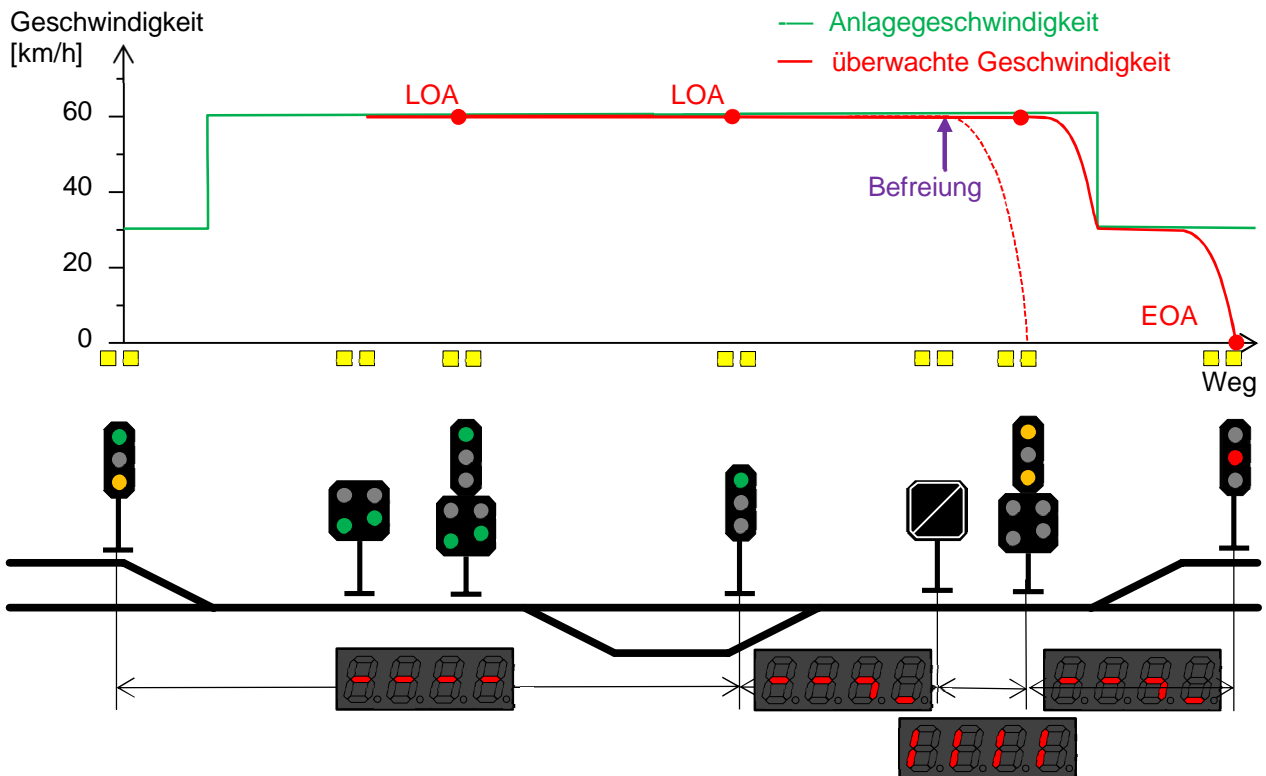 Geschwindigkeit
[km/h]
Anlagegeschwindigkeit
überwachte Geschwindigkeit
LOA
LOA
60
40
20
0
Befreiung
EOA
Weg